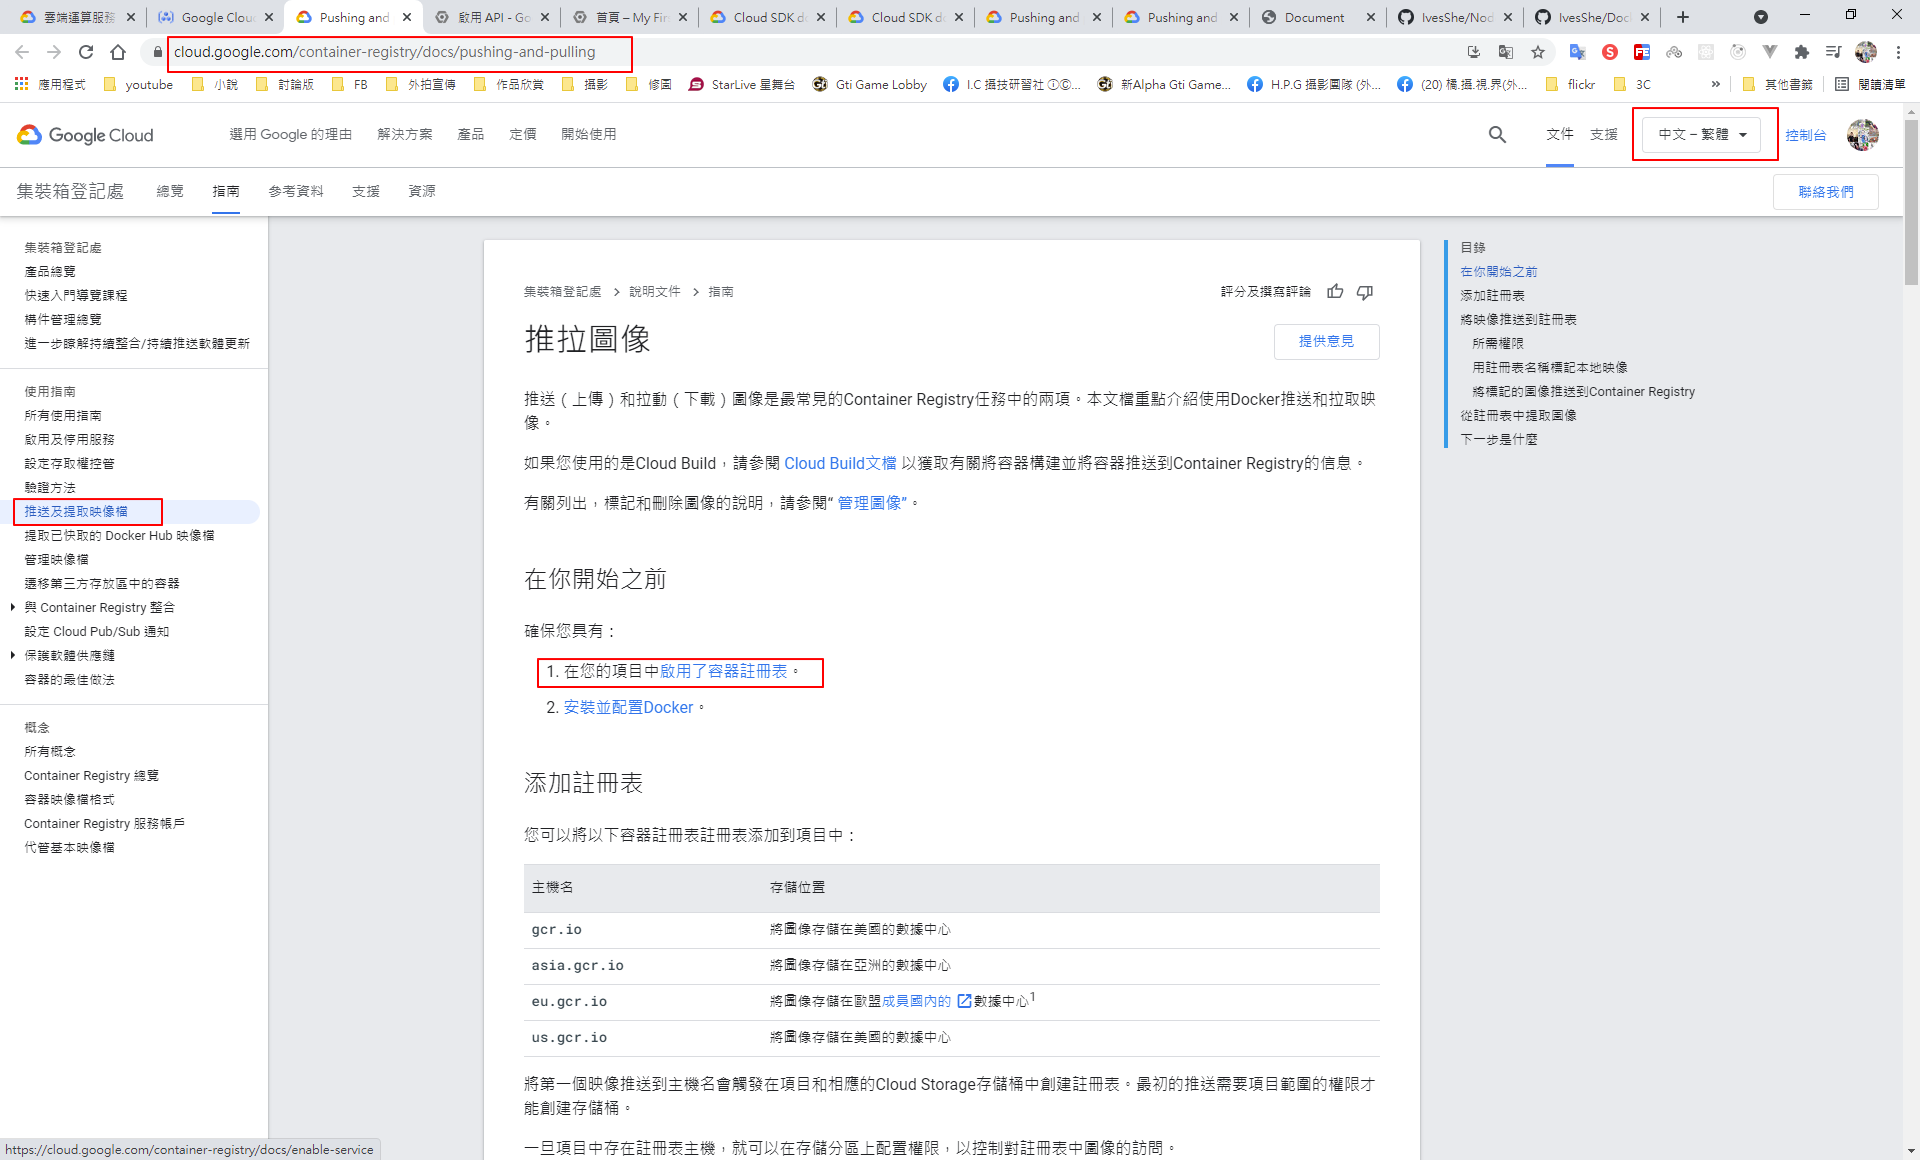 雲端運算服務
Google Clou
Pushing and
啟用 API - Go
首頁 – My Fir
Cloud SDK do
Cloud SDK do
Pushing and
Pushing and
Document
IvesShe/Nod
IvesShe/Doc
cloud.google.com/container-registry/docs/pushing-and-pulling
應用程式
youtube
小說
討論版
FB
外拍宣傳
作品欣賞
攝影
修圖
StarLive 星舞台
Gti Game Lobby
I.C 攝技研習社 ①©...
新Alpha Gti Game...
H.P.G 攝影團隊 (外...
(20) 橘.攝.視.界(外...
flickr
3C
»
其他書籤
閱讀清單
Google Cloud
選用 Google 的理由
解決方案
產品
定價
開始使用
文件
支援
中文 – 繁體
控制台
集裝箱登記處
總覽
指南
參考資料
支援
資源
聯絡我們
集裝箱登記處
產品總覽
快速入門導覽課程
構件管理總覽
進一步瞭解持續整合/持續推送軟體更新
使用指南
所有使用指南
啟用及停用服務
設定存取權控管
驗證方法
推送及提取映像檔
提取已快取的 Docker Hub 映像檔
管理映像檔
遷移第三方存放區中的容器
與 Container Registry 整合
設定 Cloud Pub/Sub 通知
保護軟體供應鏈
容器的最佳做法
概念
所有概念
Container Registry 總覽
容器映像檔格式
Container Registry 服務帳戶
代管基本映像檔
集裝箱登記處 > 說明文件 > 指南
評分及撰寫評論
推拉圖像
提供意見
推送（上傳）和拉動（下載）圖像是最常見的Container Registry任務中的兩項。本文檔重點介紹使用Docker推送和拉取映
像。
如果您使用的是Cloud Build，請參閱 Cloud Build文檔 以獲取有關將容器構建並將容器推送到Container Registry的信息。
有關列出，標記和刪除圖像的說明，請參閱“ 管理圖像”。
在你開始之前
確保您具有：
1. 在您的項目中啟用了容器註冊表。
2. 安裝並配置Docker。
添加註冊表
您可以將以下容器註冊表註冊表添加到項目中：
主機名 存儲位置
gcr.io 將圖像存儲在美國的數據中心
asia.gcr.io 將圖像存儲在亞洲的數據中心
eu.gcr.io 將圖像存儲在歐盟成員國內的 數據中心1
us.gcr.io 將圖像存儲在美國的數據中心
將第一個映像推送到主機名會觸發在項目和相應的Cloud Storage存儲桶中創建註冊表。最初的推送需要項目範圍的權限才
能創建存儲桶。
一旦項目中存在註冊表主機，就可以在存儲分區上配置權限，以控制對註冊表中圖像的訪問。
目錄
在你開始之前
添加註冊表
將映像推送到註冊表
所需權限
用註冊表名稱標記本地映像
將標記的圖像推送到Container Registry
從註冊表中提取圖像
下一步是什麼
https://cloud.google.com/container-registry/docs/enable-service